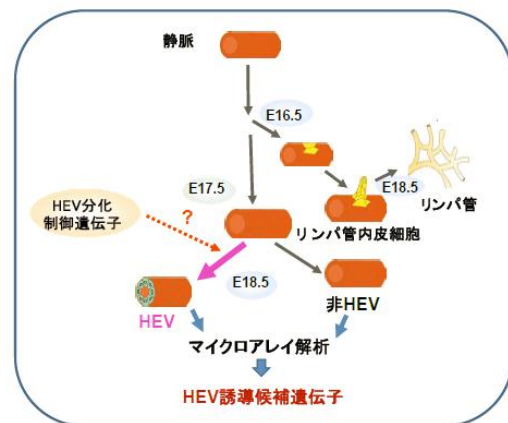 静脈
E16.5
E18.5
リンパ管
E17.5
HEV分化
制御遺伝子
?
リンパ管内皮細胞
E18.5
HEV
非HEV
マイクロアレイ解析
HEV誘導候補遺伝子